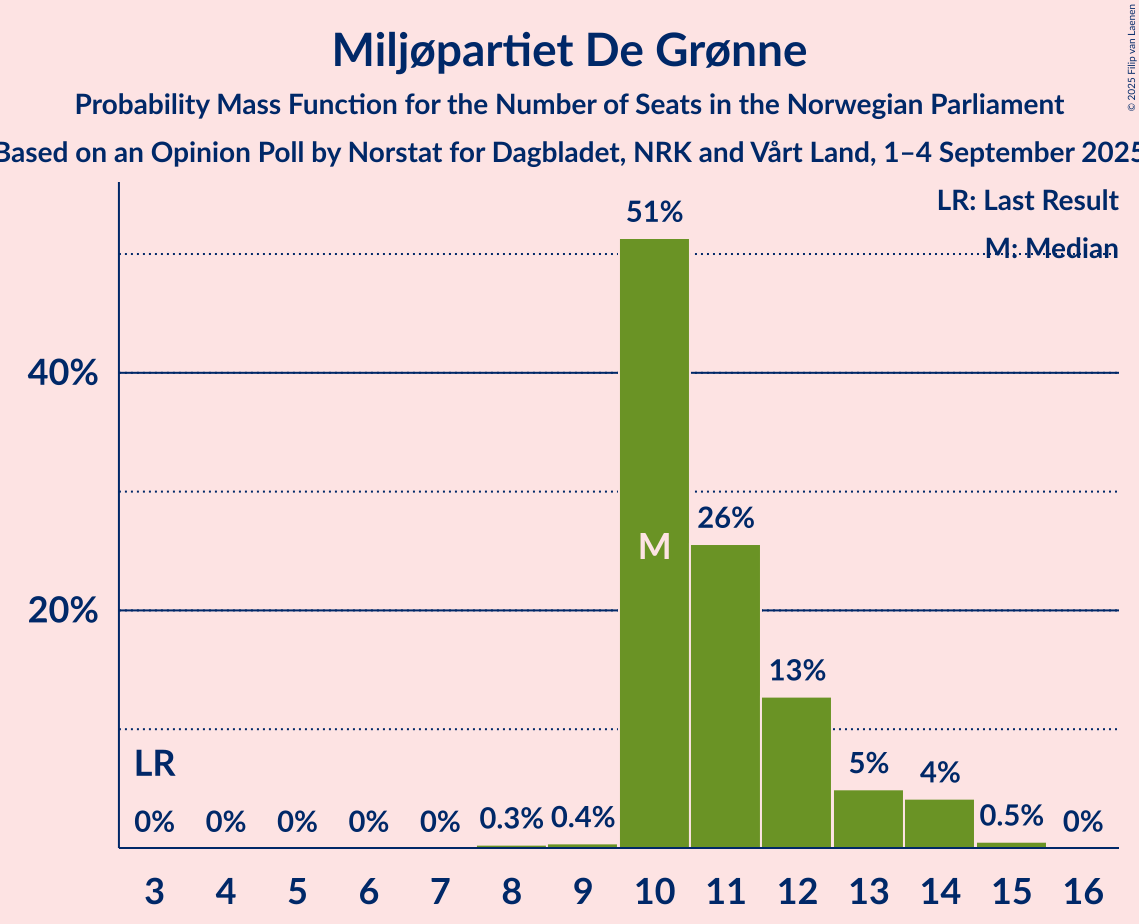 Miljøpartiet De Grønne
Probability Mass Function for the Number of Seats in the Norwegian Parliament
Based on an Opinion Poll by Norstat for Dagbladet, NRK and Vårt Land, 1–4 September 2025
© 2025 Filip van Laenen
LR: Last Result
M: Median
51%
40%
26%
M
20%
13%
LR
5%
4%
0% 0% 0% 0% 0% 0.3% 0.4% 0.5% 0%
3 4 5 6 7 8 9 10 11 12 13 14 15 16